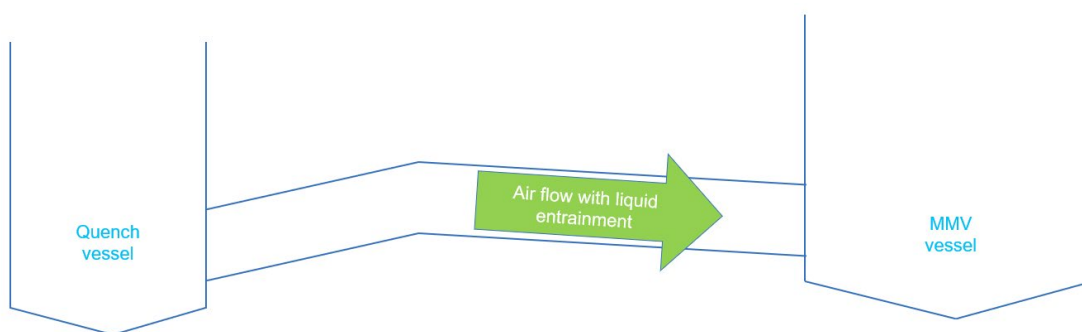 Air flow with liquid
entrainment
Quench
vessel
MMV
vessel